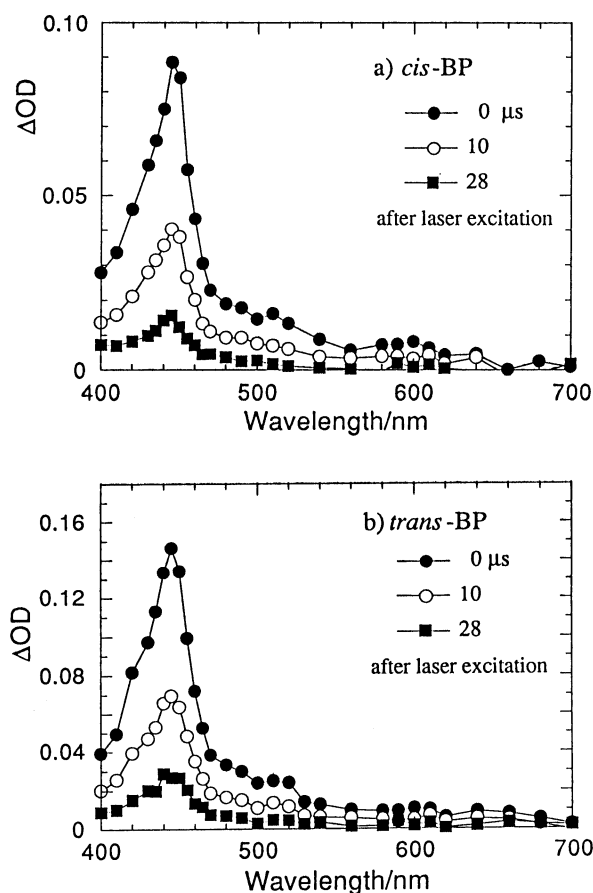 0.10
a) cis-BP
0 μs
10
28
after laser excitation
0.05
ΔOD
0
400 500 600 700
Wavelength/nm
b) trans-BP
0 μs
10
28
after laser excitation
0.16
0.12
0.08
0.04
0
ΔOD
400 500 600 700
Wavelength/nm